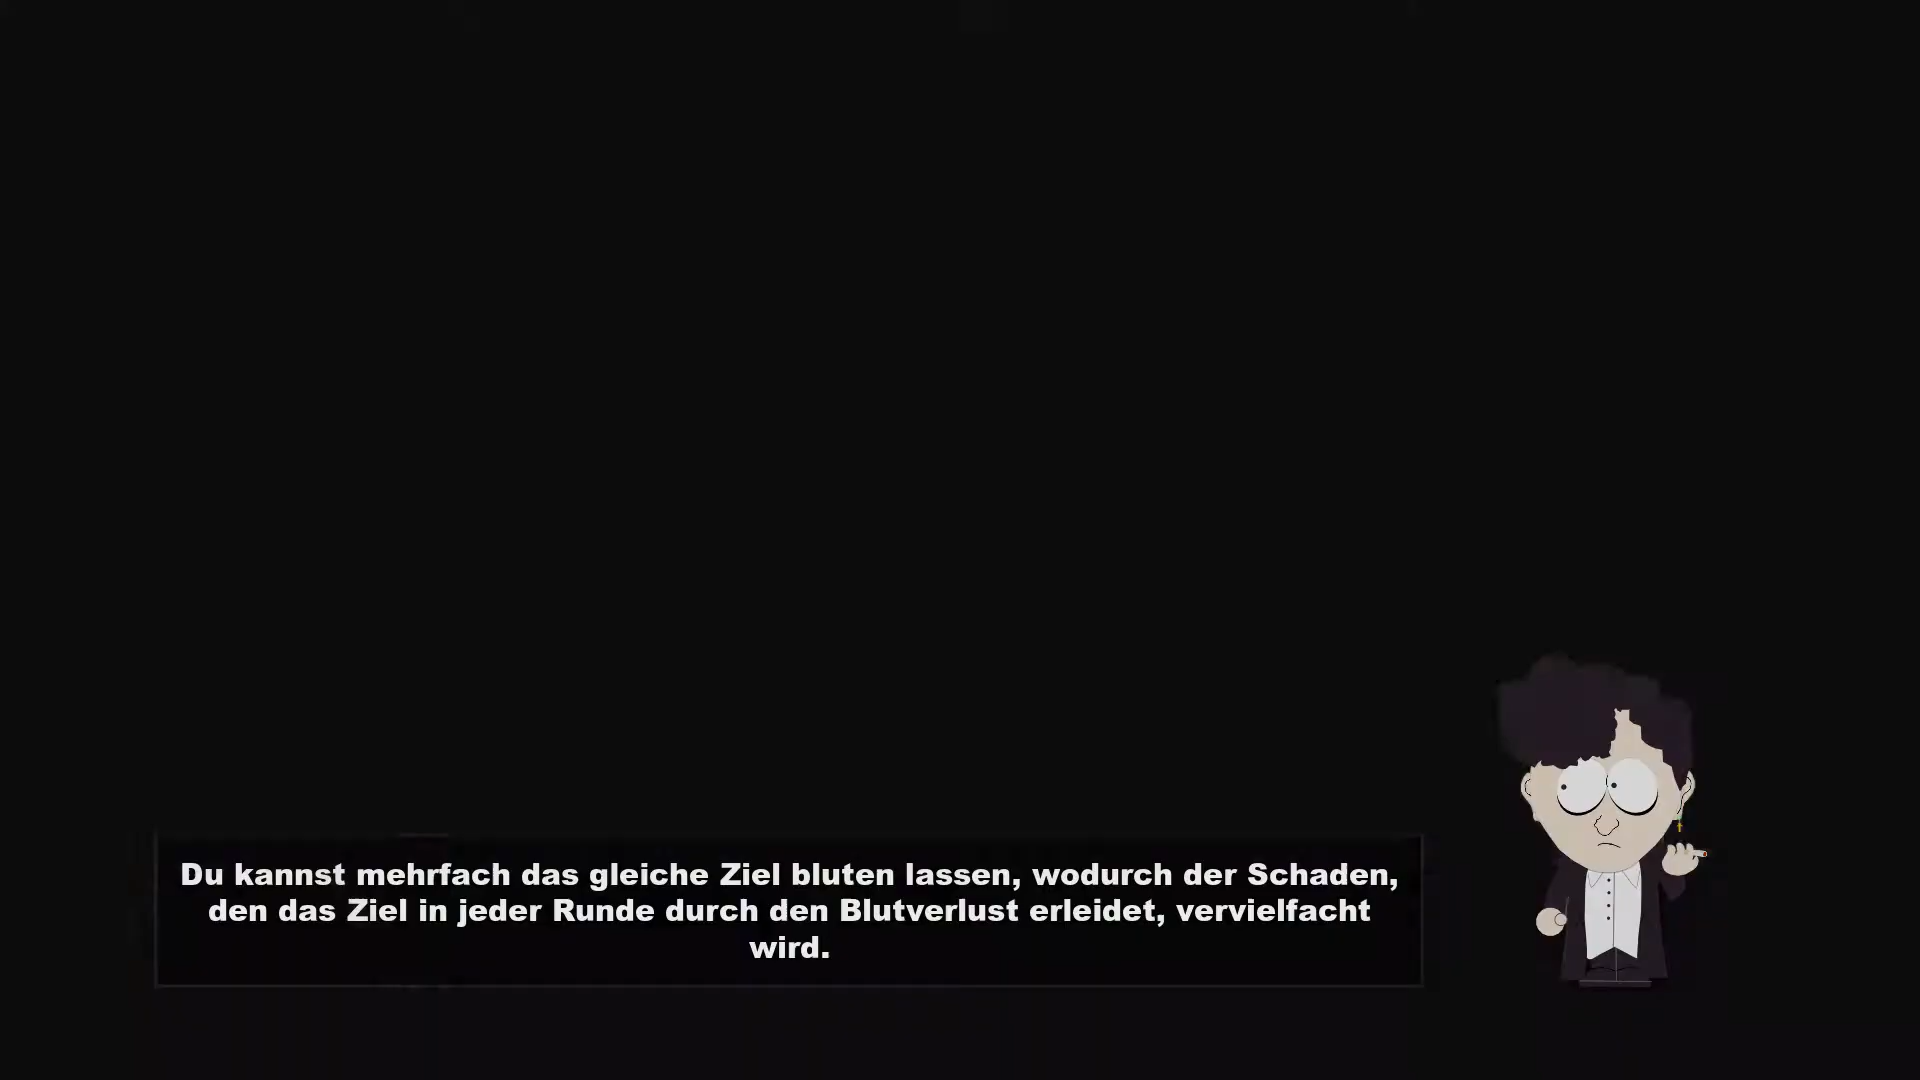 Du kannst mehrfach das gleiche Ziel bluten lassen, wodurch der Schaden,
den das Ziel in jeder Runde durch den Blutverlust erleidet, vervielfacht
wird.